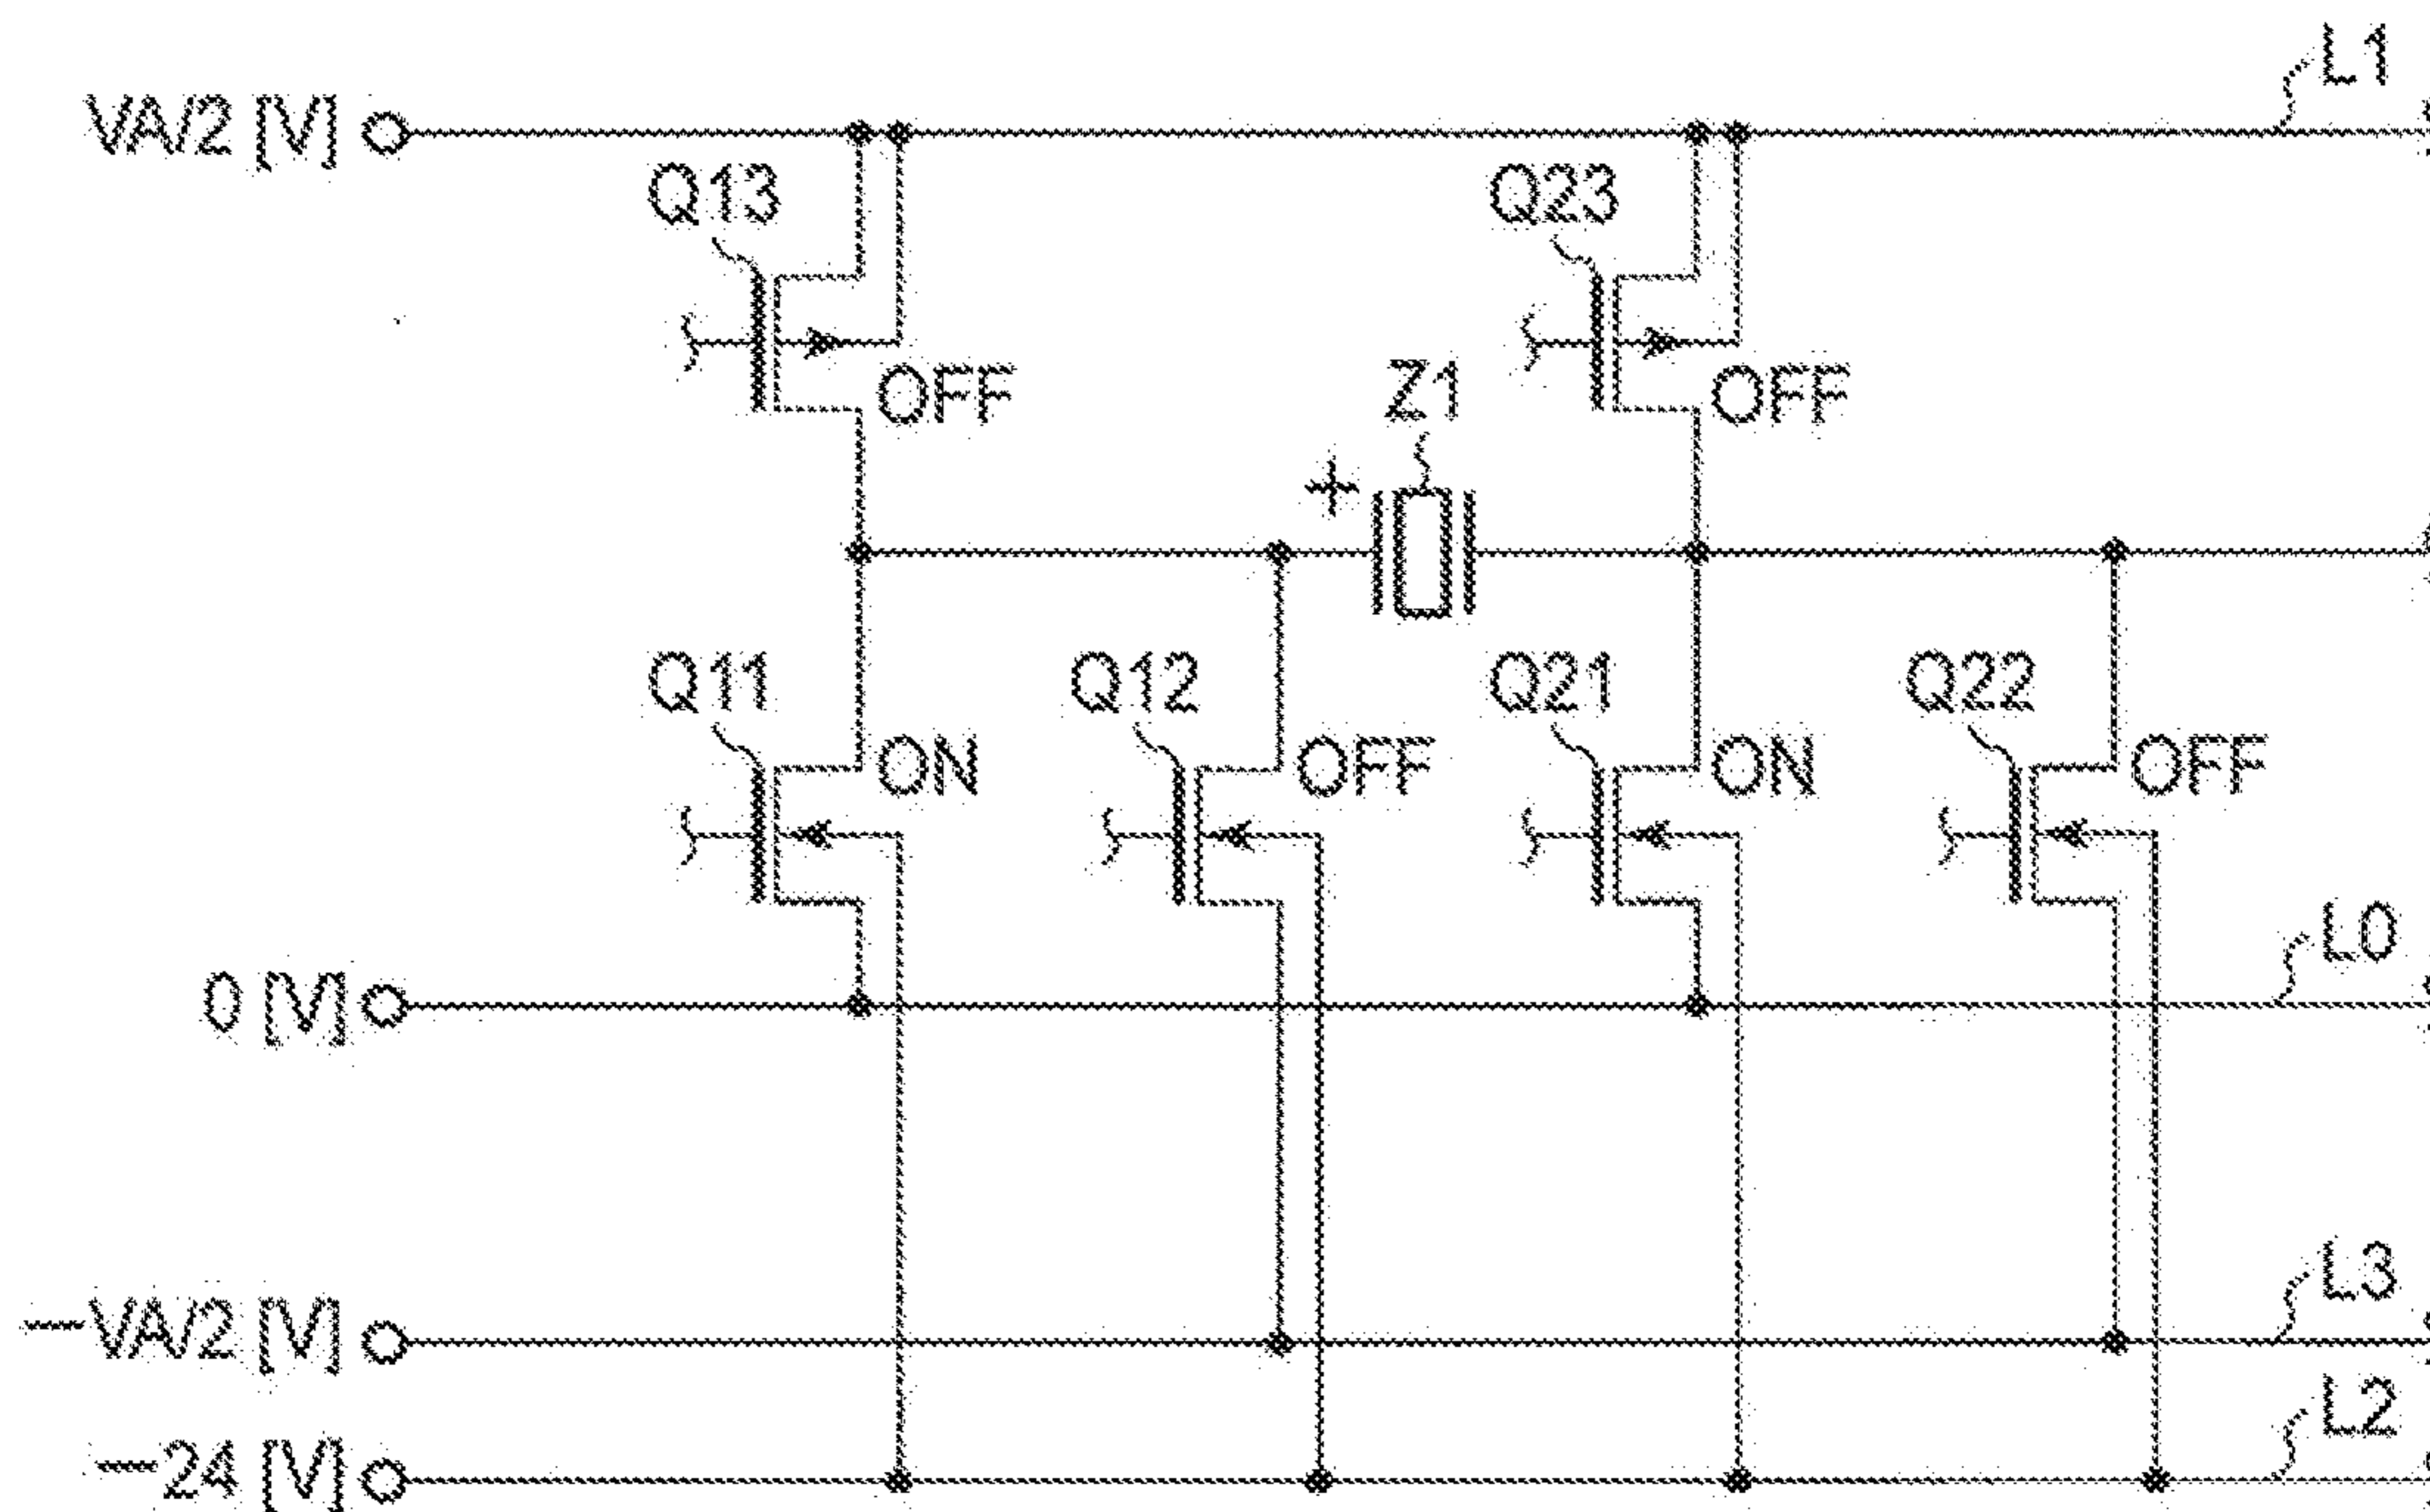 L1
VA/2 [V]
Q13
Q23
OFF
Z1
OFF
+
Q11
Q12
Q21
Q22
ON
OFF
ON
OFF
L0
0 [V]
L3
−VA/2 [V]
L2
−24 [V]